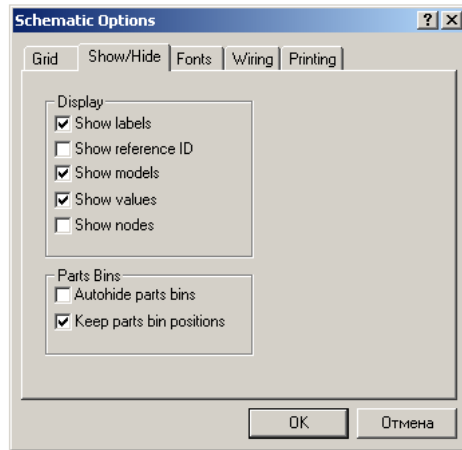 Schematic Options
Grid Show/Hide Fonts Wiring Printing
Display
Show labels
Show reference ID
Show models
Show values
Show nodes
Parts Bins
Autohide parts bins
Keep parts bin positions
OK Отмена